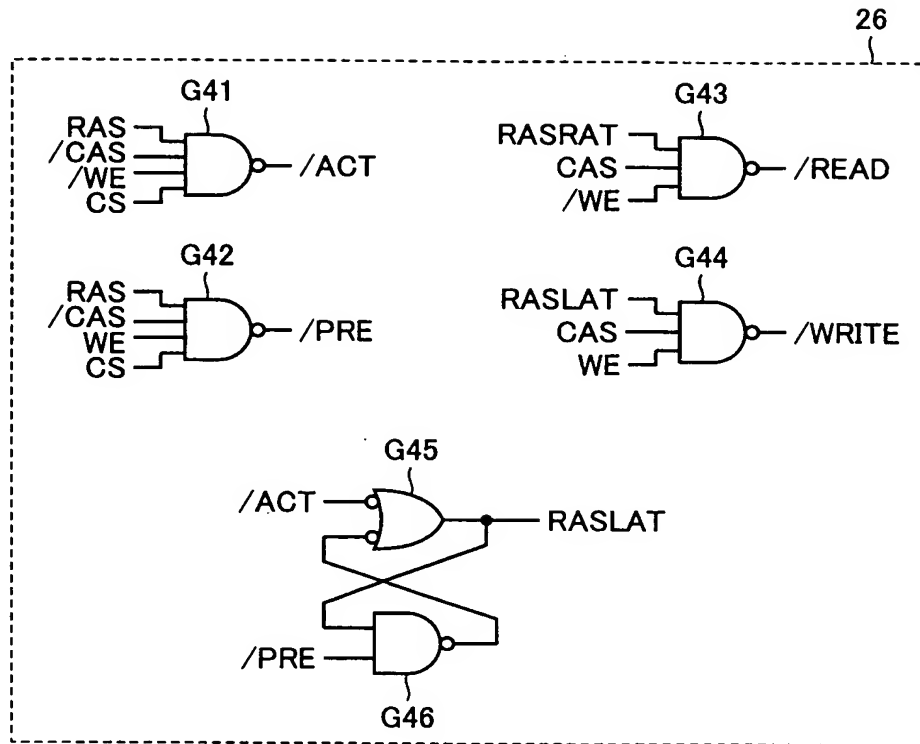 26
G41
RAS
/CAS
/WE
CS
/ACT
G43
RASRAT
CAS
/WE
/READ
G42
RAS
/CAS
WE
CS
/PRE
G44
RASLAT
CAS
WE
/WRITE
G45
/ACT
RASLAT
/PRE
G46